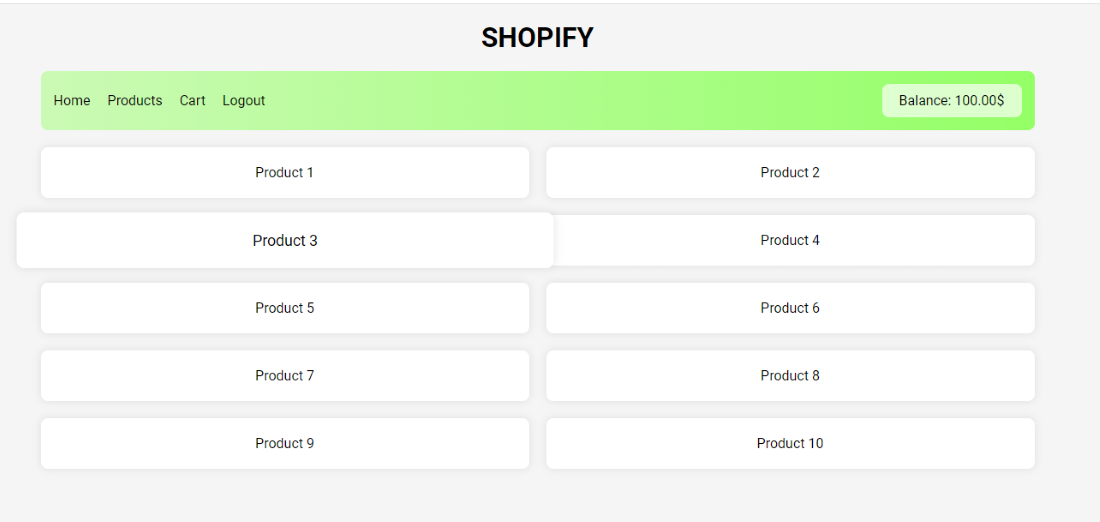 SHOPIFY
Home Products Cart Logout Balance: 100.00$
Product 1 Product 2
Product 3 Product 4
Product 5 Product 6
Product 7 Product 8
Product 9 Product 10